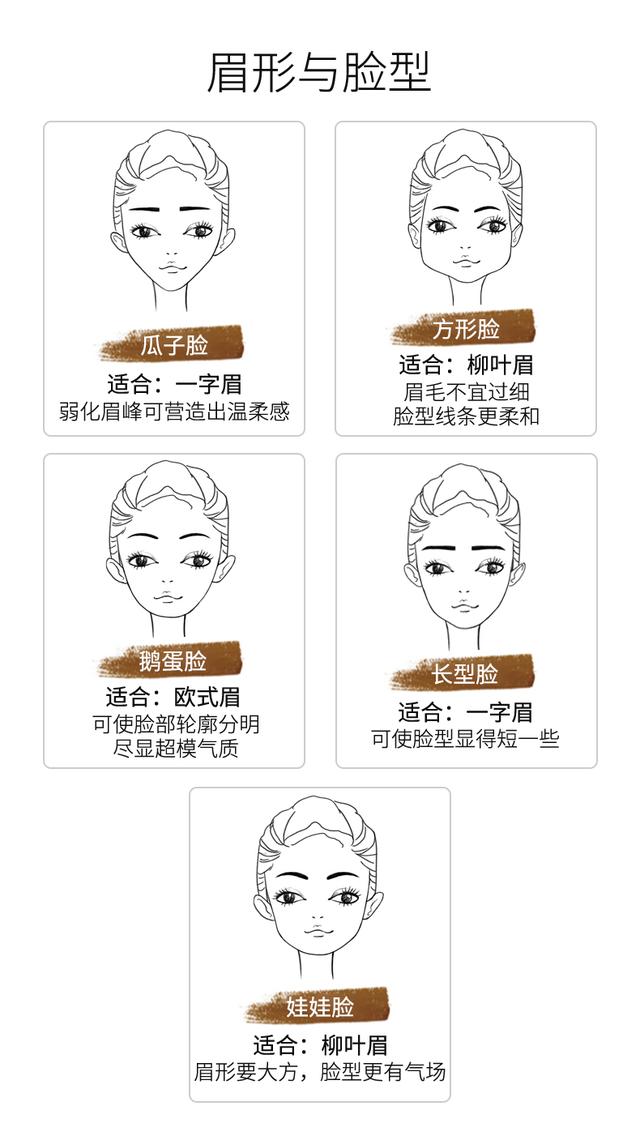 眉形与脸型
瓜子脸
适合：一字眉
弱化眉峰可营造出温柔感
方形脸
适合：柳叶眉
眉毛不宜过细
脸型线条更柔和
鹅蛋脸
适合：欧式眉
可使脸部轮廓分明
尽显超模气质
长型脸
适合：一字眉
可使脸型显得短一些
娃娃脸
适合：柳叶眉
眉形要大方，脸型更有气场